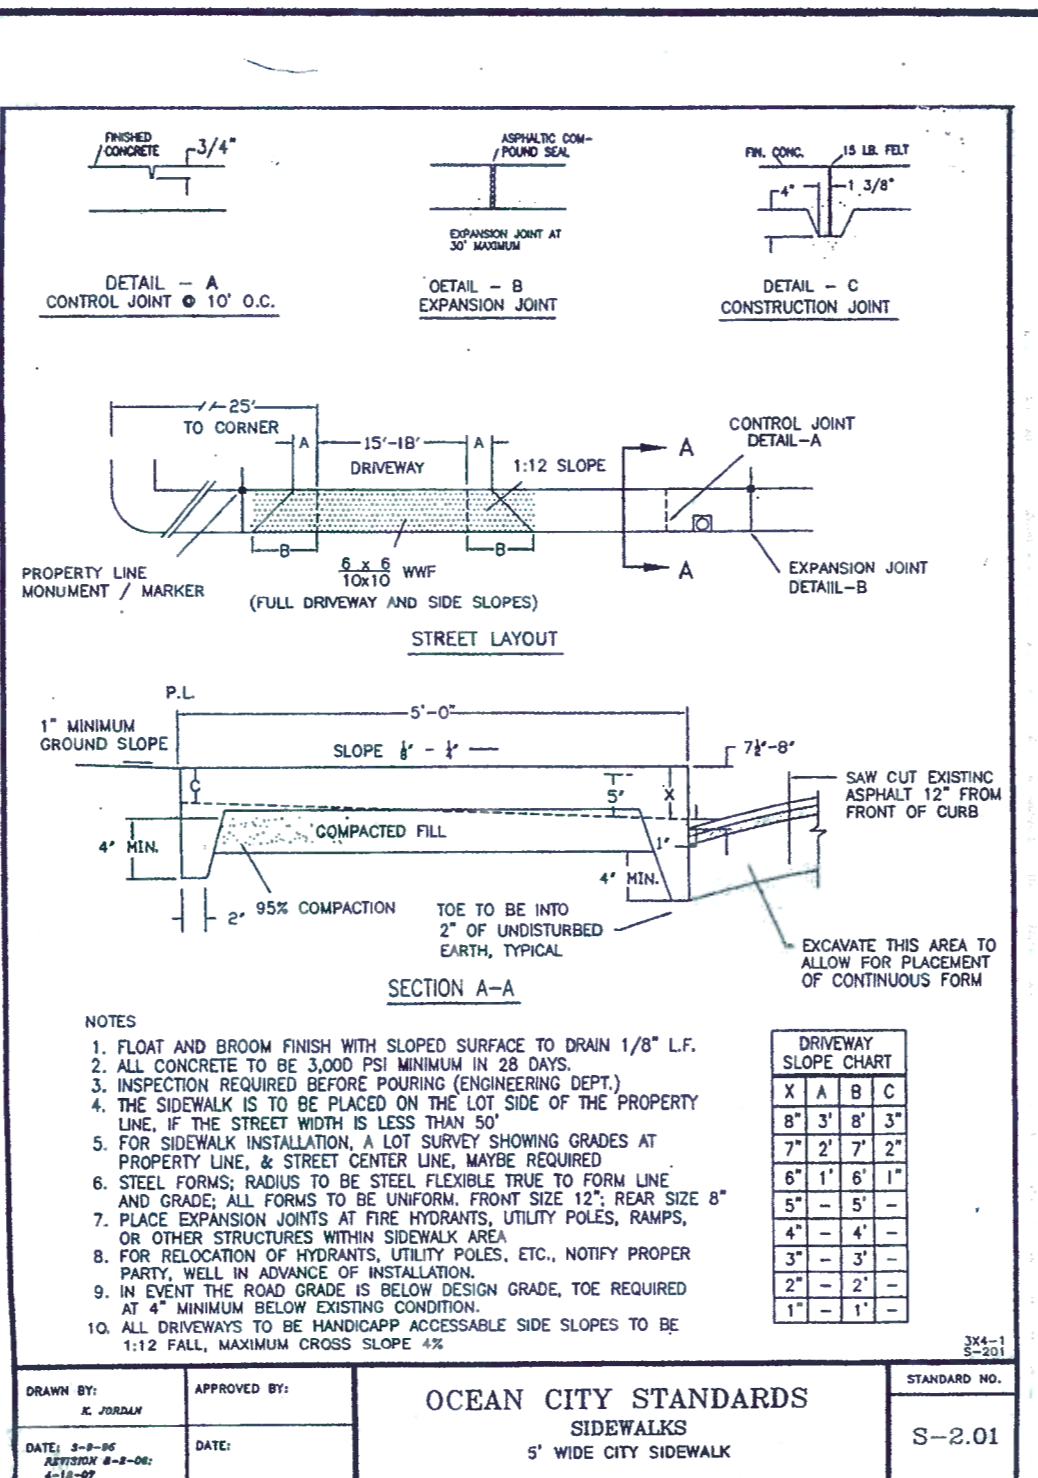 FINISHED
CONCRETE
3/4"
DETAIL - A
CONTROL JOINT @ 10' O.C.
ASPHALTIC COM-
POUND SEAL
EXPANSION JOINT AT
30' MAXIMUM
DETAIL - B
EXPANSION JOINT
FIN. CONC.
15 LB. FELT
4"
1 3/8"
DETAIL - C
CONSTRUCTION JOINT
25'
TO CORNER
A
15'-18'
DRIVEWAY
A
1:12 SLOPE
CONTROL JOINT
DETAIL-A
A
B
B
6 x 6
10x10
WWF
(FULL DRIVEWAY AND SIDE SLOPES)
PROPERTY LINE
MONUMENT / MARKER
A
EXPANSION JOINT
DETAIIL-B
STREET LAYOUT
P.L.
5'-0"
1" MINIMUM
GROUND SLOPE
SLOPE 1/8" - 1/4"
7½"-8"
C
5"
X
SAW CUT EXISTING
ASPHALT 12" FROM
FRONT OF CURB
4" MIN.
COMPACTED FILL
1"
4" MIN.
2"
95% COMPACTION
TOE TO BE INTO
2" OF UNDISTURBED
EARTH, TYPICAL
EXCAVATE THIS AREA TO
ALLOW FOR PLACEMENT
OF CONTINUOUS FORM
SECTION A-A
NOTES
1. FLOAT AND BROOM FINISH WITH SLOPED SURFACE TO DRAIN 1/8" L.F.
2. ALL CONCRETE TO BE 3,000 PSI MINIMUM IN 28 DAYS.
3. INSPECTION REQUIRED BEFORE POURING (ENGINEERING DEPT.)
4. THE SIDEWALK IS TO BE PLACED ON THE LOT SIDE OF THE PROPERTY
LINE, IF THE STREET WIDTH IS LESS THAN 50'
5. FOR SIDEWALK INSTALLATION, A LOT SURVEY SHOWING GRADES AT
PROPERTY LINE, & STREET CENTER LINE, MAYBE REQUIRED
6. STEEL FORMS; RADIUS TO BE STEEL FLEXIBLE TRUE TO FORM LINE
AND GRADE; ALL FORMS TO BE UNIFORM. FRONT SIZE 12"; REAR SIZE 8"
7. PLACE EXPANSION JOINTS AT FIRE HYDRANTS, UTILITY POLES, RAMPS,
OR OTHER STRUCTURES WITHIN SIDEWALK AREA
8. FOR RELOCATION OF HYDRANTS, UTILITY POLES, ETC., NOTIFY PROPER
PARTY, WELL IN ADVANCE OF INSTALLATION.
9. IN EVENT THE ROAD GRADE IS BELOW DESIGN GRADE, TOE REQUIRED
AT 4" MINIMUM BELOW EXISTING CONDITION.
10. ALL DRIVEWAYS TO BE HANDICAPP ACCESSABLE SIDE SLOPES TO BE
1:12 FALL, MAXIMUM CROSS SLOPE 4%
DRIVEWAY
SLOPE CHART
X A B C
8" 3' 8' 3"
7" 2' 7' 2"
6" 1' 6' 1"
5" - 5' -
4" - 4' -
3" - 3' -
2" - 2' -
1" - 1' -
3X4-1
S-201
DRAWN BY:
K. JORDAN
DATE: 3-9-96
REVISION 8-2-06;
4-12-07
APPROVED BY:
DATE:
OCEAN CITY STANDARDS
SIDEWALKS
5' WIDE CITY SIDEWALK
STANDARD NO.
S-2.01